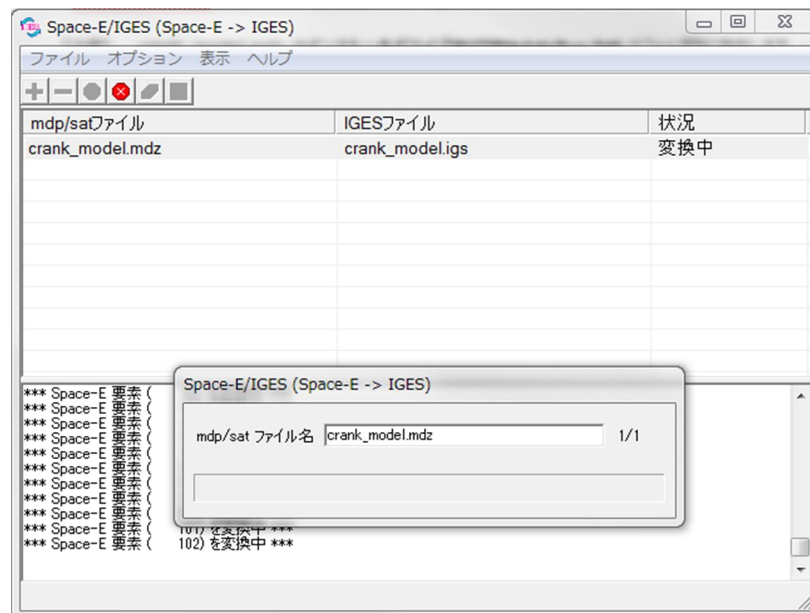 Space-E/IGES (Space-E -> IGES)
ファイル オプション 表示 ヘルプ
mdp/satファイル IGESファイル 状況
crank_model.mdz crank_model.igs 変換中
Space-E/IGES (Space-E -> IGES)
mdp/sat ファイル名 crank_model.mdz 1/1
*** Space-E 要素 (
*** Space-E 要素 (
*** Space-E 要素 (
*** Space-E 要素 (
*** Space-E 要素 (
*** Space-E 要素 (
*** Space-E 要素 (
*** Space-E 要素 (
*** Space-E 要素 (
*** Space-E 要素 ( 101) を変換中 ***
*** Space-E 要素 ( 102) を変換中 ***